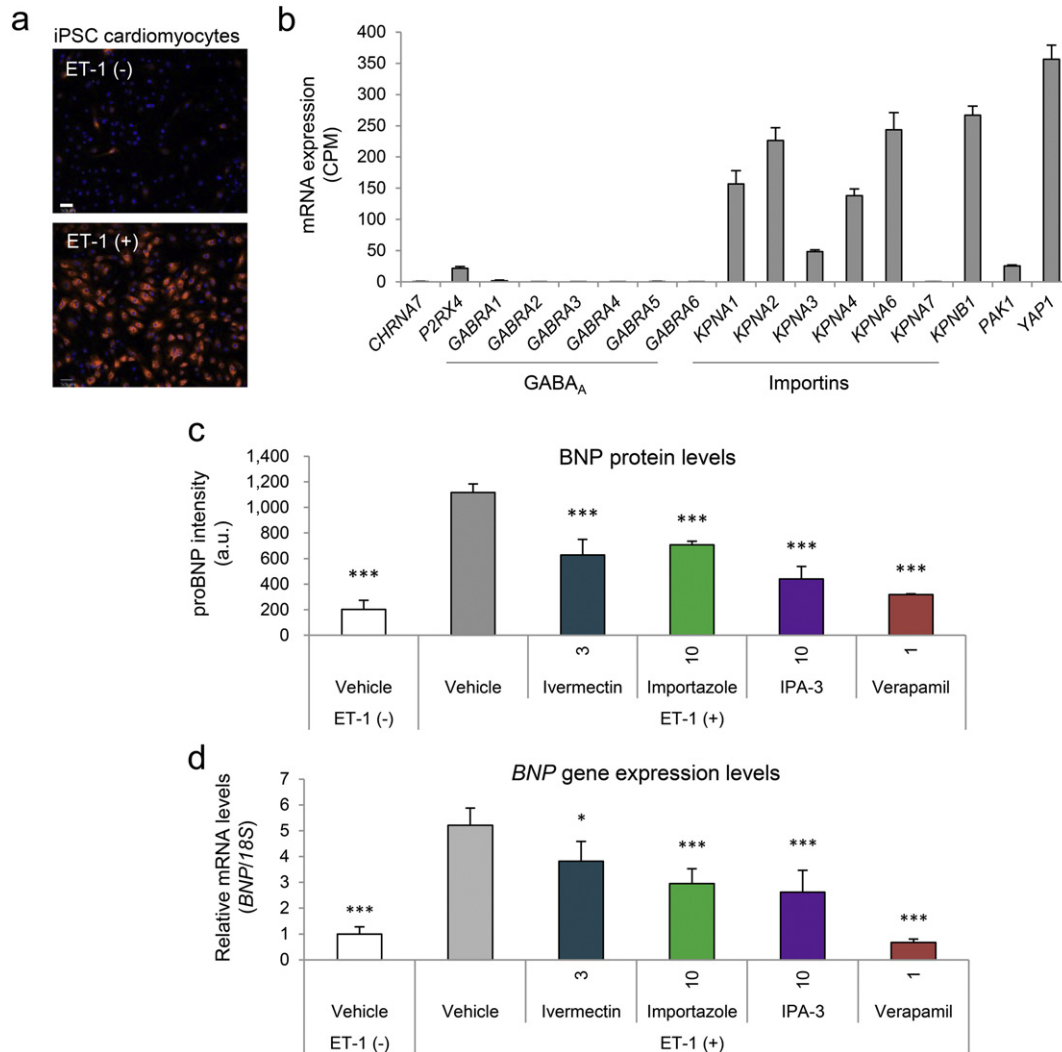 a
iPSC cardiomyocytes
ET-1 (-)
ET-1 (+)
b
mRNA expression
(CPM)
400
350
300
250
200
150
100
50
0
CHRNA7
P2RX4
GABRA1
GABRA2
GABRA3
GABRA4
GABRA5
GABRA6
KPNA1
KPNA2
KPNA3
KPNA4
KPNA6
KPNA7
KPNB1
PAK1
YAP1
GABAA
Importins
c
BNP protein levels
proBNP intensity
(a.u.)
1,400
1,200
1,000
800
600
400
200
0
*** *** *** *** ***
3 10 10 1
Vehicle Vehicle Ivermectin Importazole IPA-3 Verapamil
ET-1 (-) ET-1 (+)
d
BNP gene expression levels
Relative mRNA levels
(BNP/18S)
7
6
5
4
3
2
1
0
*** * *** *** ***
3 10 10 1
Vehicle Vehicle Ivermectin Importazole IPA-3 Verapamil
ET-1 (-) ET-1 (+)